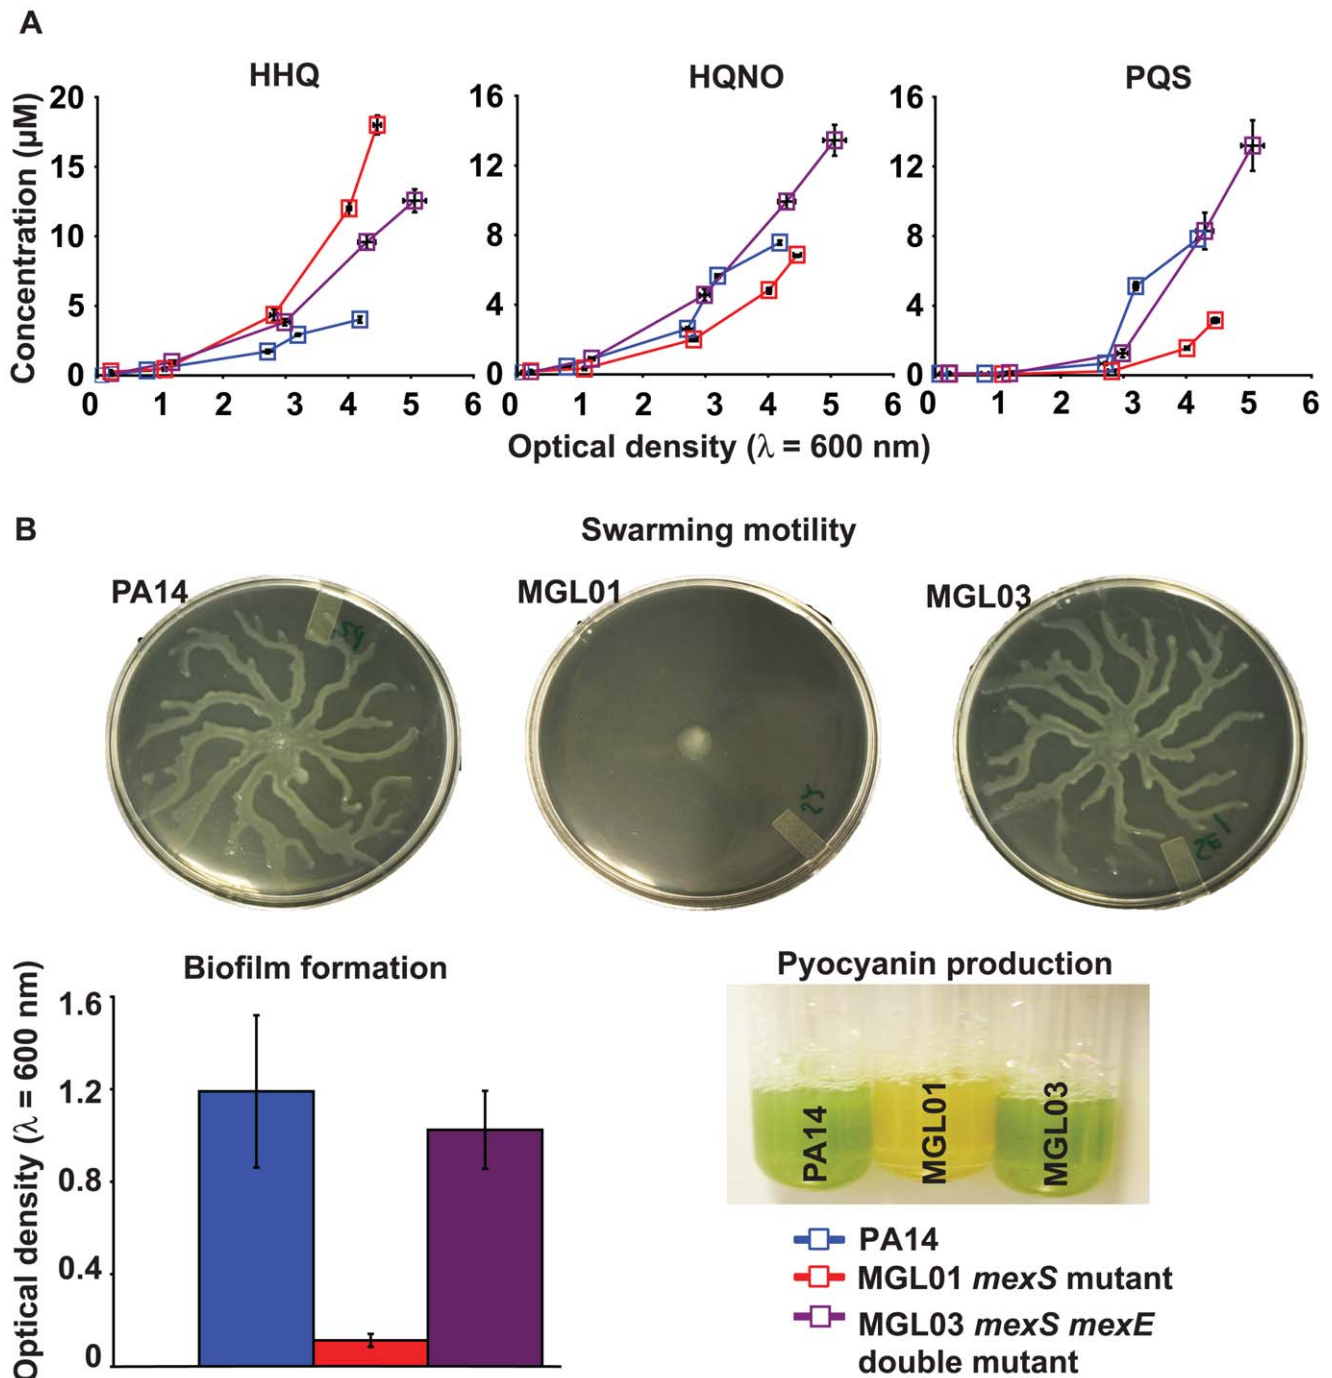 A
HHQ
HQNO
PQS
Concentration (µM)
20
15
10
5
0
0 1 2 3 4 5 6
16
12
8
4
0
0 1 2 3 4 5 6
16
12
8
4
0
0 1 2 3 4 5 6
Optical density (λ = 600 nm)
B
Swarming motility
PA14
MGL01
MGL03
Biofilm formation
Optical density (λ = 600 nm)
1.6
1.2
0.8
0.4
0
Pyocyanin production
PA14
MGL01
MGL03
PA14
MGL01 mexS mutant
MGL03 mexS mexE
double mutant